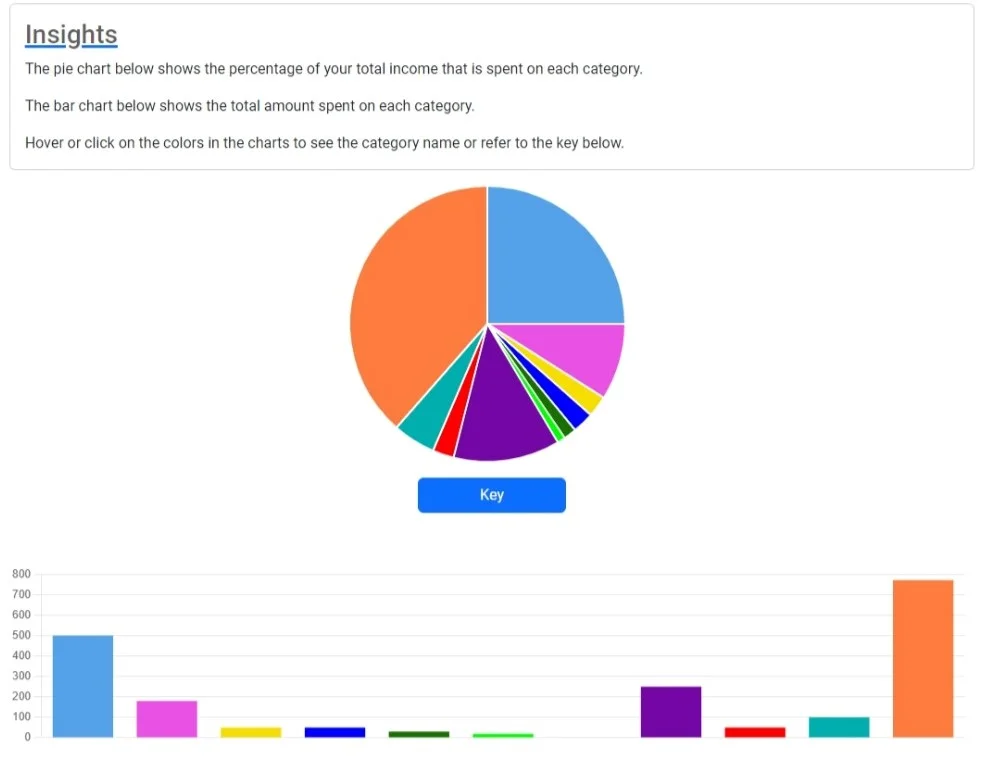 Insights
The pie chart below shows the percentage of your total income that is spent on each category.
The bar chart below shows the total amount spent on each category.
Hover or click on the colors in the charts to see the category name or refer to the key below.
Key
800
700
600
500
400
300
200
100
0